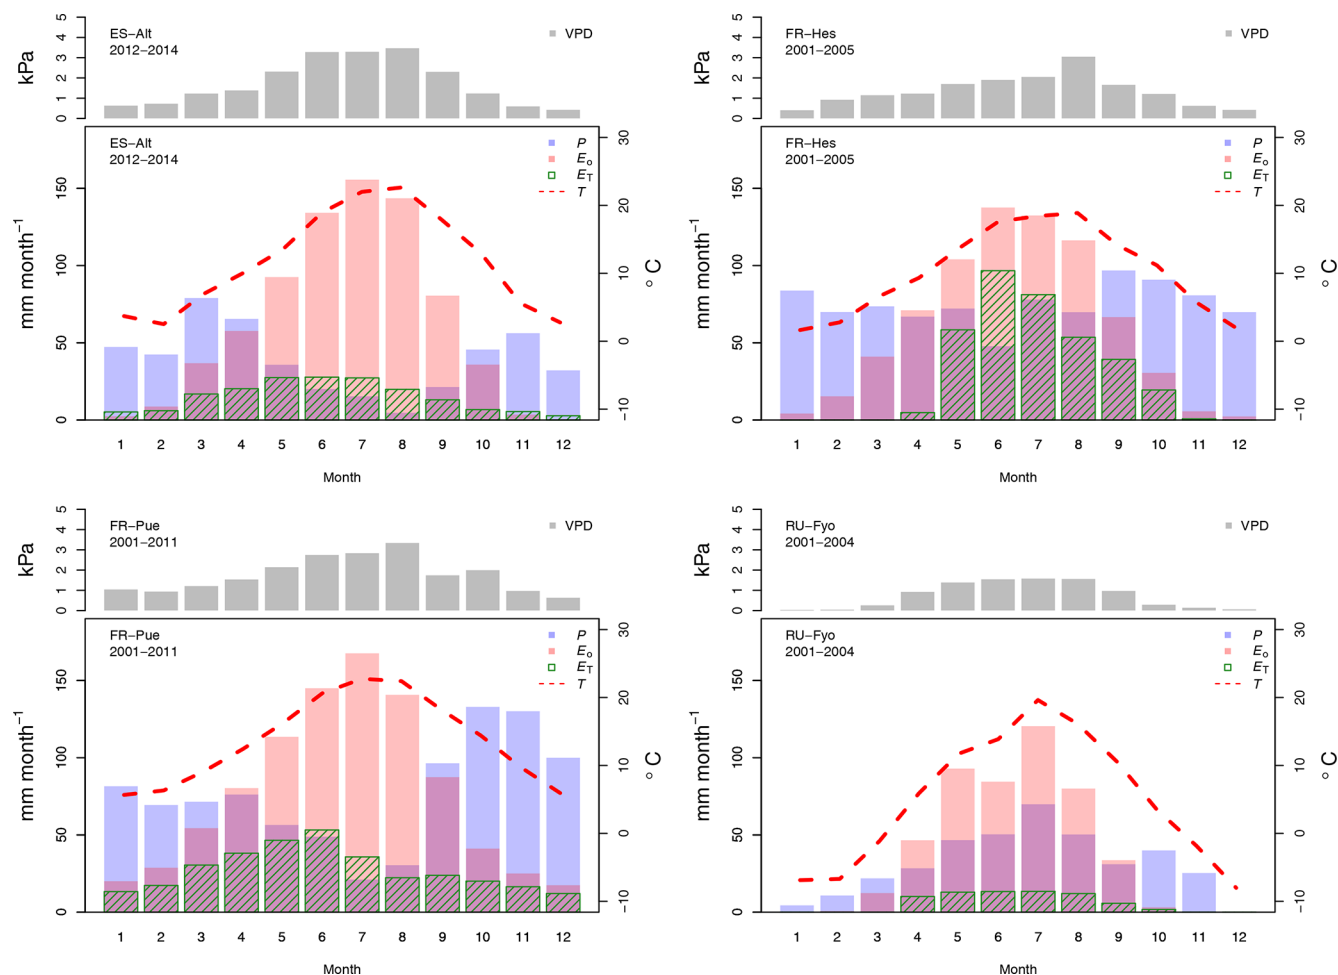 ES−Alt
2012−2014
VPD
kPa
0 1 2 3 4 5
ES−Alt
2012−2014
P
Eo
ET
T
mm month−1
0 50 100 150
° C
−10 0 10 20 30
1 2 3 4 5 6 7 8 9 10 11 12
Month
FR−Hes
2001−2005
VPD
kPa
0 1 2 3 4 5
FR−Hes
2001−2005
P
Eo
ET
T
mm month−1
0 50 100 150
° C
−10 0 10 20 30
1 2 3 4 5 6 7 8 9 10 11 12
Month
FR−Pue
2001−2011
VPD
kPa
0 1 2 3 4 5
FR−Pue
2001−2011
P
Eo
ET
T
mm month−1
0 50 100 150
° C
−10 0 10 20 30
1 2 3 4 5 6 7 8 9 10 11 12
Month
RU−Fyo
2001−2004
VPD
kPa
0 1 2 3 4 5
RU−Fyo
2001−2004
P
Eo
ET
T
mm month−1
0 50 100 150
° C
−10 0 10 20 30
1 2 3 4 5 6 7 8 9 10 11 12
Month